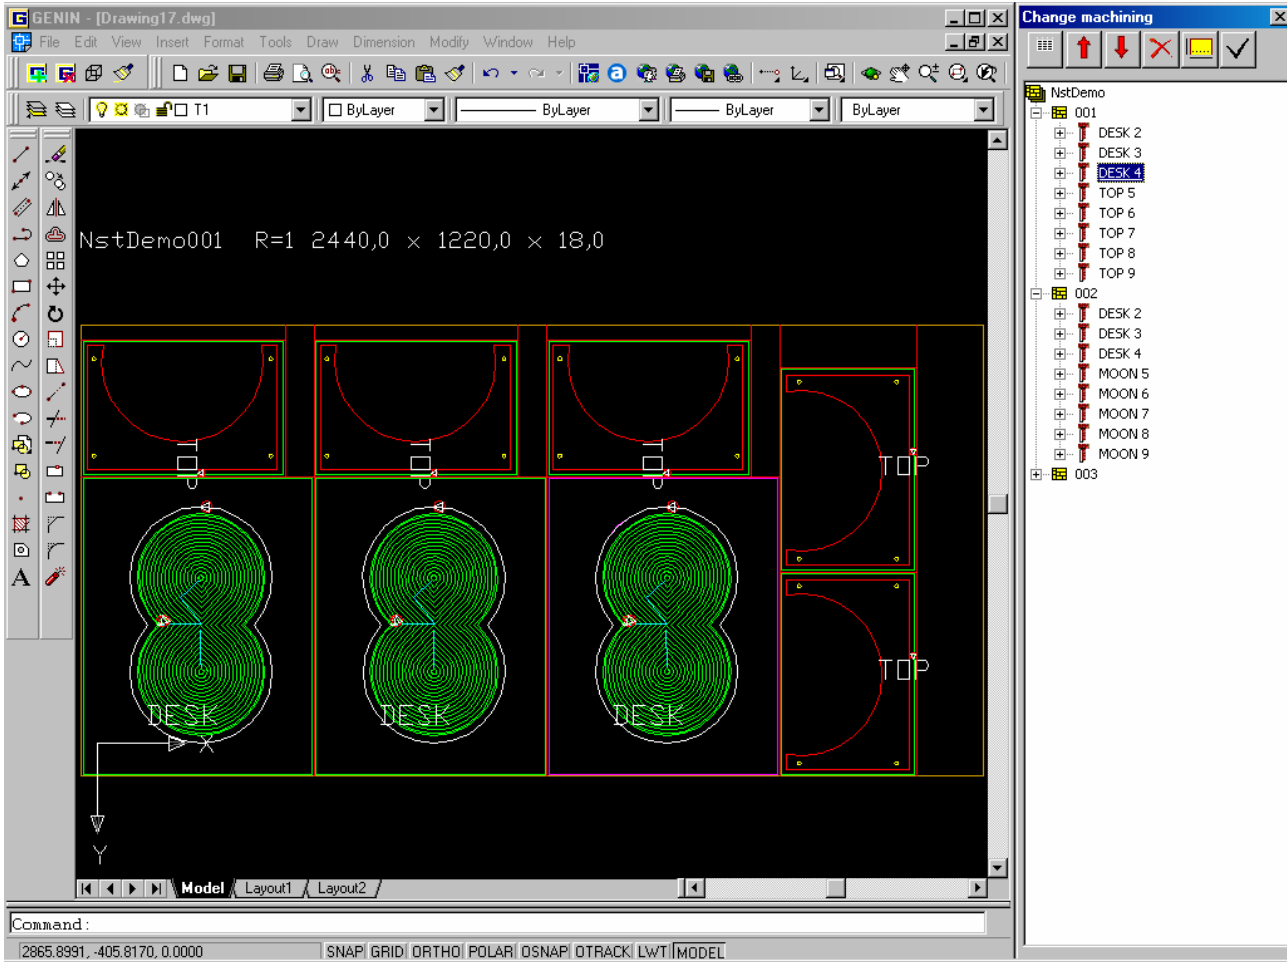 GENIN - [Drawing17.dwg]
File Edit View Insert Format Tools Draw Dimension Modify Window Help
T1 ByLayer ByLayer ByLayer ByLayer
A
NstDemo001 R=1 2440,0 x 1220,0 x 18,0
TOP TOP TOP
TOP
TOP
DESK DESK DESK
X
Y
Model Layout1 Layout2
Command:
2865.8991, -405.8170, 0.0000 SNAP GRID ORTHO POLAR OSNAP OTRACK LWT MODEL
Change machining
NstDemo
001
DESK 2
DESK 3
DESK 4
TOP 5
TOP 6
TOP 7
TOP 8
TOP 9
002
DESK 2
DESK 3
DESK 4
MOON 5
MOON 6
MOON 7
MOON 8
MOON 9
003